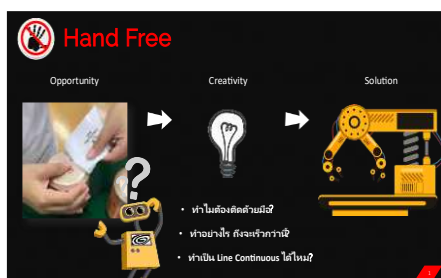 Hand Free
Opportunity
Creativity
Solution
?
• ทำไมต้องติดด้วยมือ?
• ทำอย่างไร ถึงจะเร็วกว่านี้?
• ทำเป็น Line Continuous ได้ไหม?